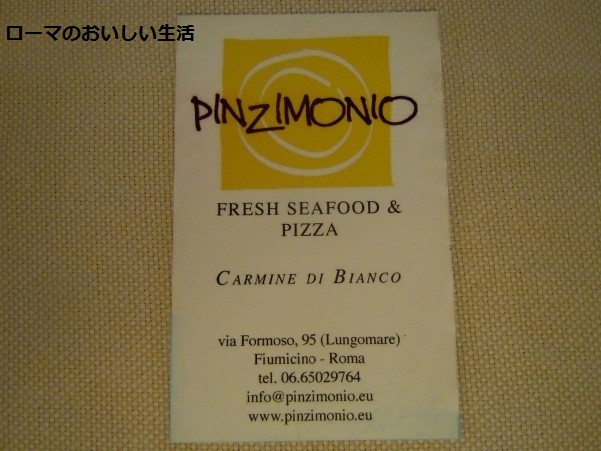 ローマのおいしい生活
PINZIMONIO
FRESH SEAFOOD &
PIZZA
CARMINE DI BIANCO
via Formoso, 95 (Lungomare)
Fiumicino - Roma
tel. 06.65029764
info@pinzimonio.eu
www.pinzimonio.eu